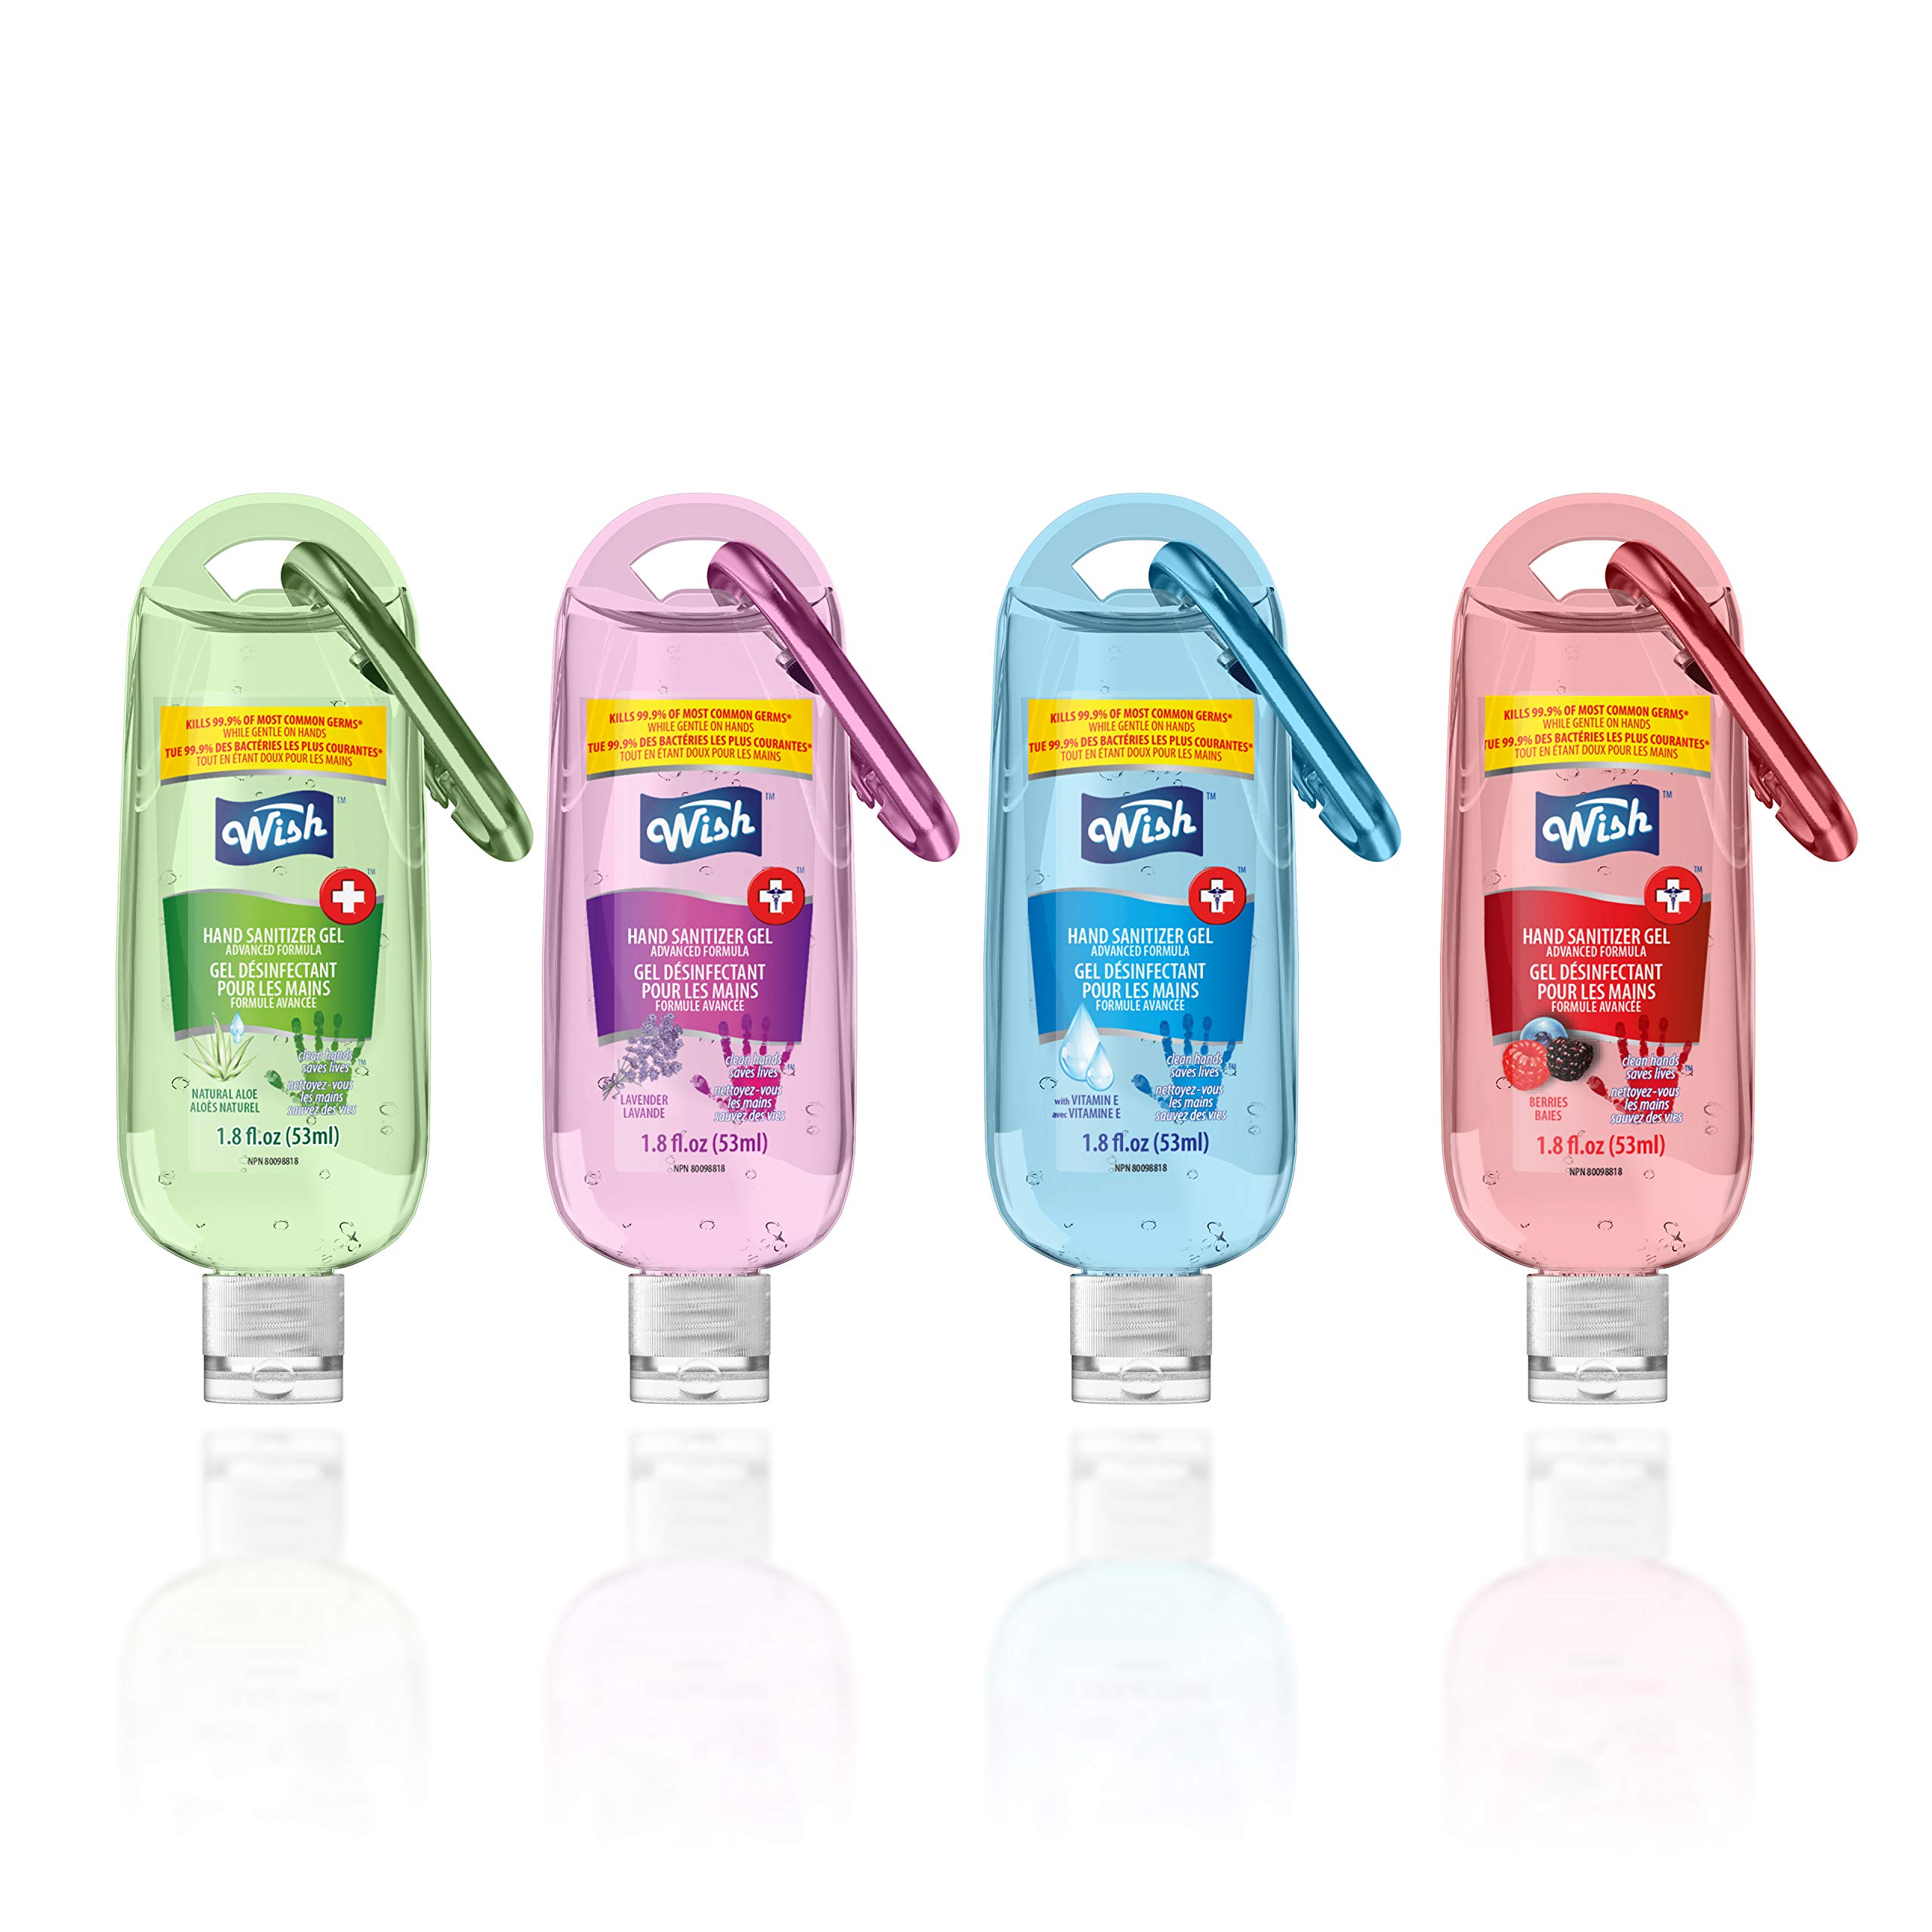 KILLS 99.9% OF MOST COMMON GERMS*
WHILE GENTLE ON HANDS
TUE 99.9% DES BACTÉRIES LES PLUS COURANTES*
TOUT EN ÉTANT DOUX POUR LES MAINS
Wish™
™
HAND SANITIZER GEL
ADVANCED FORMULA
GEL DÉSINFECTANT
POUR LES MAINS
FORMULE AVANCÉE
clean hands
saves lives™
nettoyez-vous
les mains
sauvez des vies
NATURAL ALOE
ALOÈS NATUREL
1.8 fl.oz (53ml)
NPN 80098818
KILLS 99.9% OF MOST COMMON GERMS*
WHILE GENTLE ON HANDS
TUE 99.9% DES BACTÉRIES LES PLUS COURANTES*
TOUT EN ÉTANT DOUX POUR LES MAINS
Wish™
™
HAND SANITIZER GEL
ADVANCED FORMULA
GEL DÉSINFECTANT
POUR LES MAINS
FORMULE AVANCÉE
clean hands
saves lives™
nettoyez-vous
les mains
sauvez des vies
LAVENDER
LAVANDE
1.8 fl.oz (53ml)
NPN 80098818
KILLS 99.9% OF MOST COMMON GERMS*
WHILE GENTLE ON HANDS
TUE 99.9% DES BACTÉRIES LES PLUS COURANTES*
TOUT EN ÉTANT DOUX POUR LES MAINS
Wish™
™
HAND SANITIZER GEL
ADVANCED FORMULA
GEL DÉSINFECTANT
POUR LES MAINS
FORMULE AVANCÉE
clean hands
saves lives™
nettoyez-vous
les mains
sauvez des vies
with VITAMIN E
avec VITAMINE E
1.8 fl.oz (53ml)
NPN 80098818
KILLS 99.9% OF MOST COMMON GERMS*
WHILE GENTLE ON HANDS
TUE 99.9% DES BACTÉRIES LES PLUS COURANTES*
TOUT EN ÉTANT DOUX POUR LES MAINS
Wish™
™
HAND SANITIZER GEL
ADVANCED FORMULA
GEL DÉSINFECTANT
POUR LES MAINS
FORMULE AVANCÉE
clean hands
saves lives™
nettoyez-vous
les mains
sauvez des vies
BERRIES
BAIES
1.8 fl.oz (53ml)
NPN 80098818